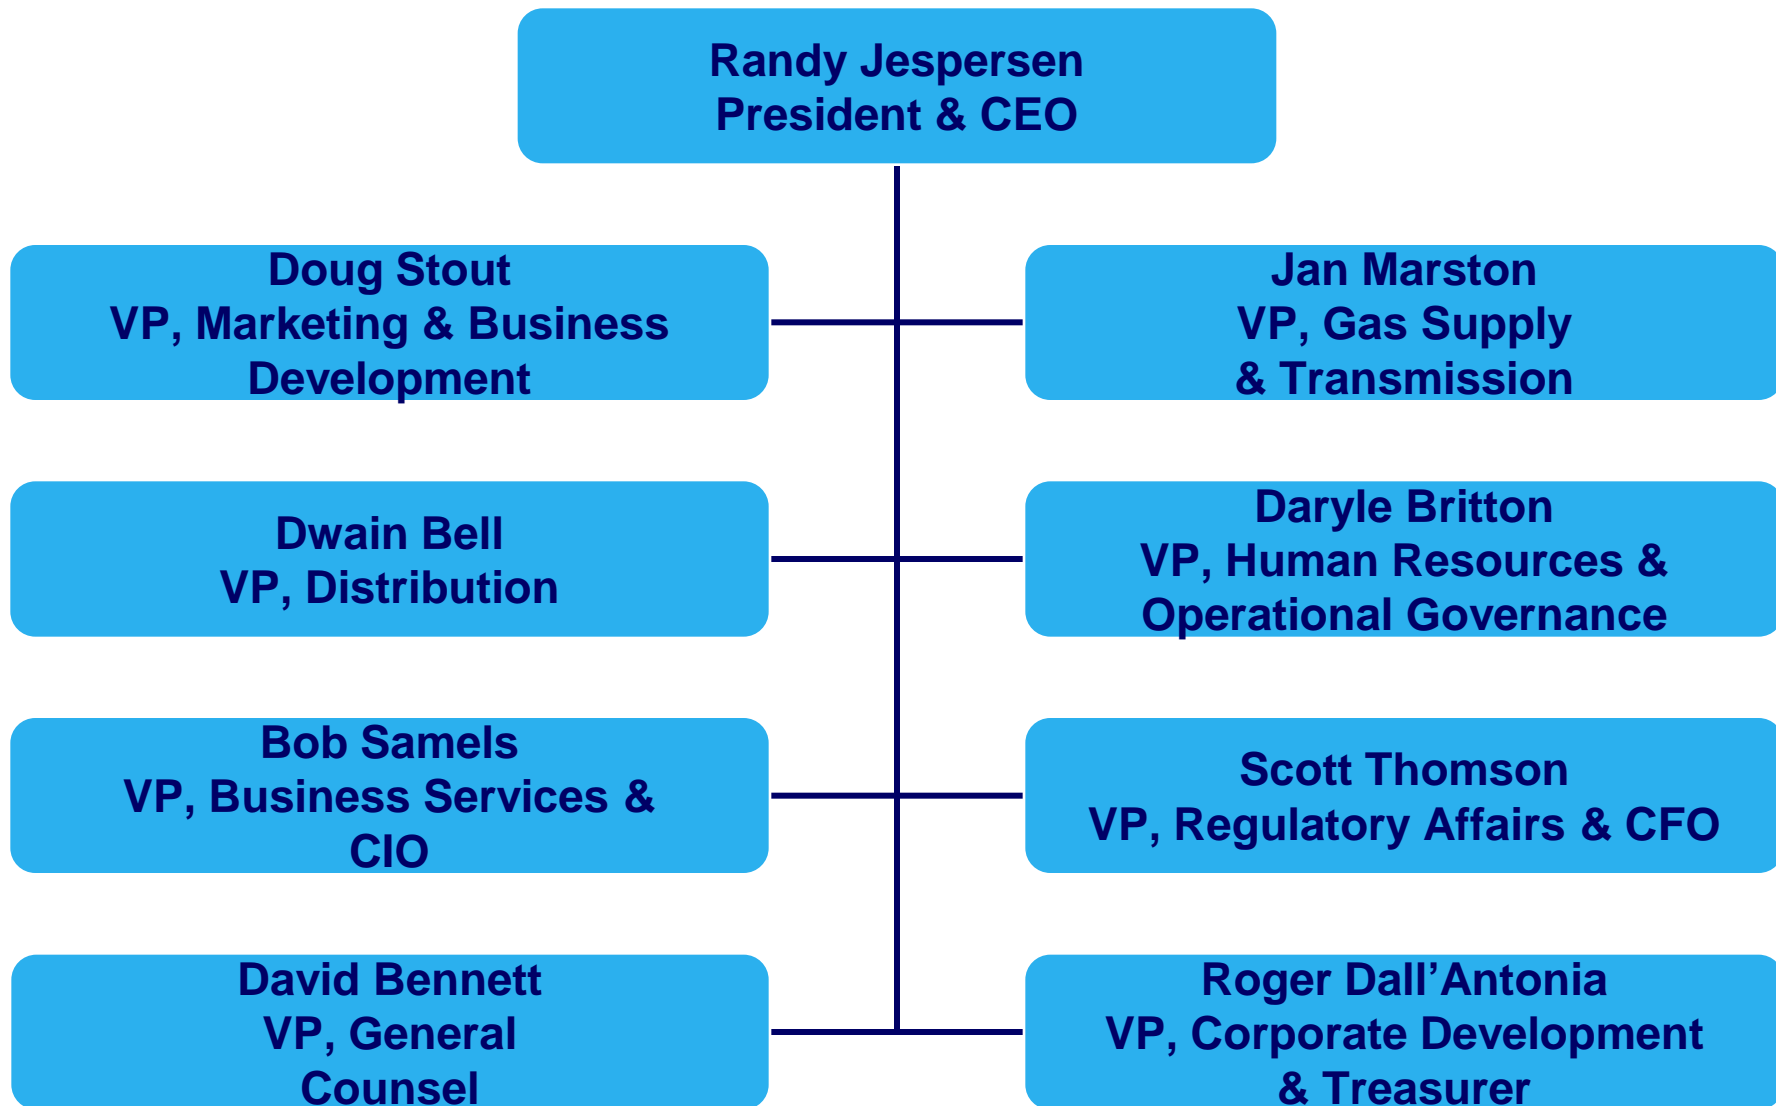 Randy Jespersen
President & CEO
Doug Stout
VP, Marketing & Business
Development
Jan Marston
VP, Gas Supply
& Transmission
Dwain Bell
VP, Distribution
Daryle Britton
VP, Human Resources &
Operational Governance
Bob Samels
VP, Business Services &
CIO
Scott Thomson
VP, Regulatory Affairs & CFO
David Bennett
VP, General
Counsel
Roger Dall’Antonia
VP, Corporate Development
& Treasurer